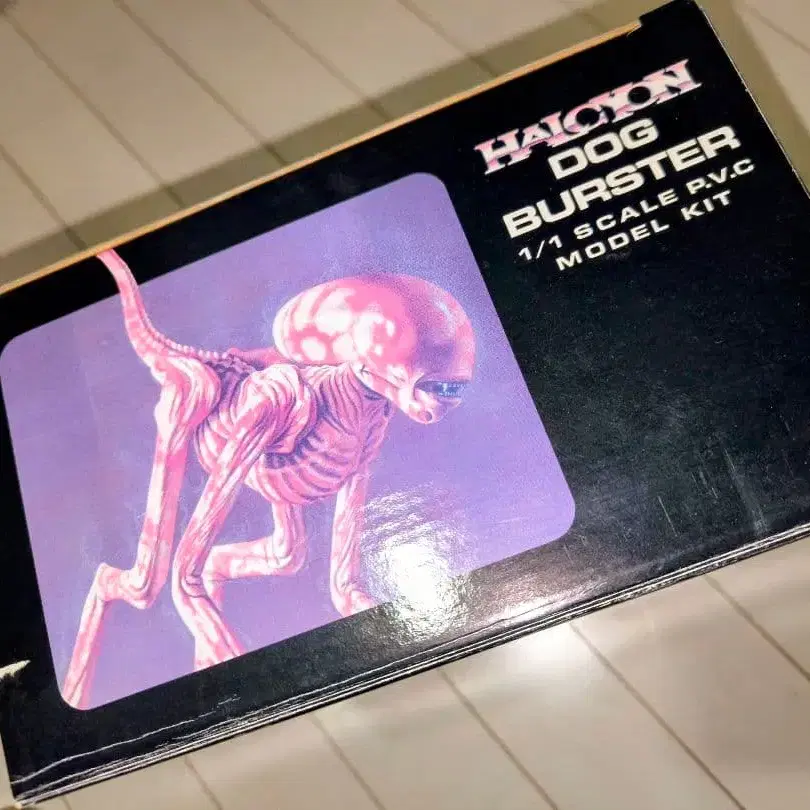 HALCYON
DOG
BURSTER
1/1 SCALE P.V.C
MODEL KIT